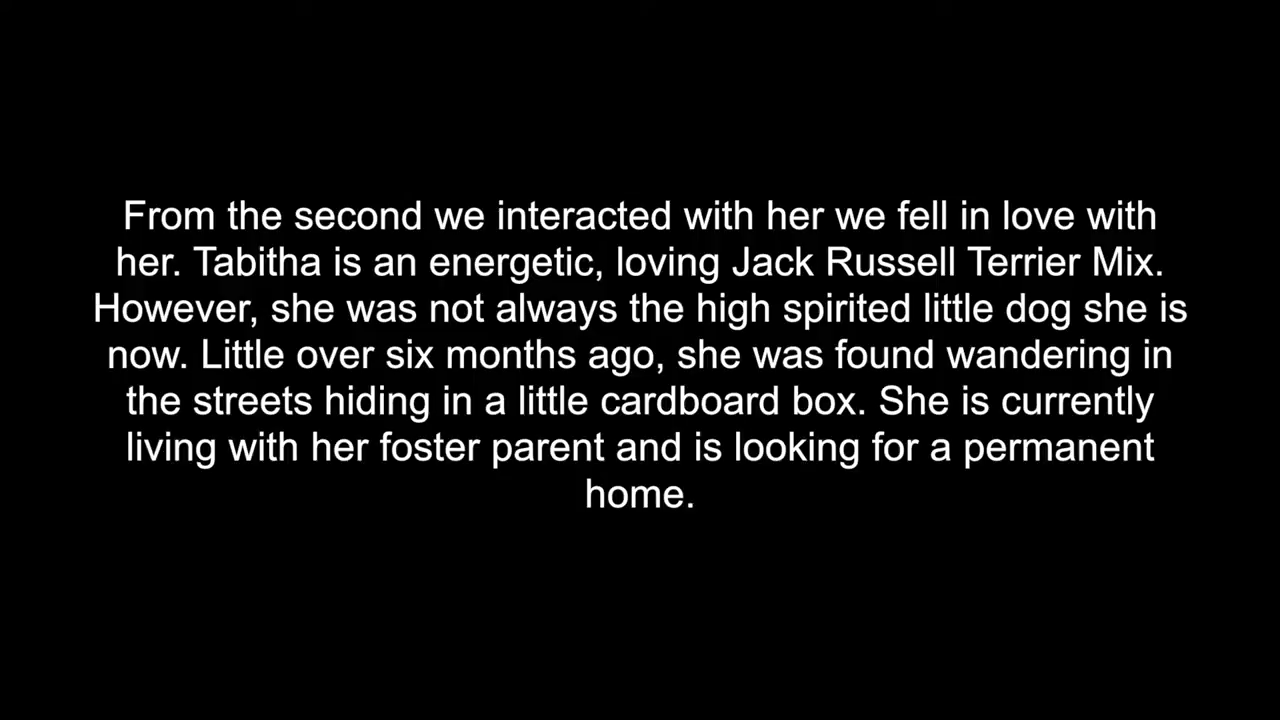 From the second we interacted with her we fell in love with
her. Tabitha is an energetic, loving Jack Russell Terrier Mix.
However, she was not always the high spirited little dog she is
now. Little over six months ago, she was found wandering in
the streets hiding in a little cardboard box. She is currently
living with her foster parent and is looking for a permanent
home.